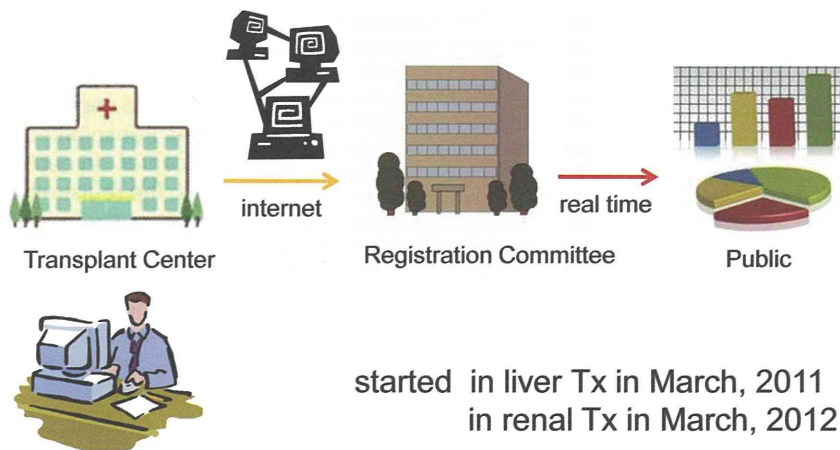 internet
real time
Transplant Center
Registration Committee
Public
started in liver Tx in March, 2011
in renal Tx in March, 2012